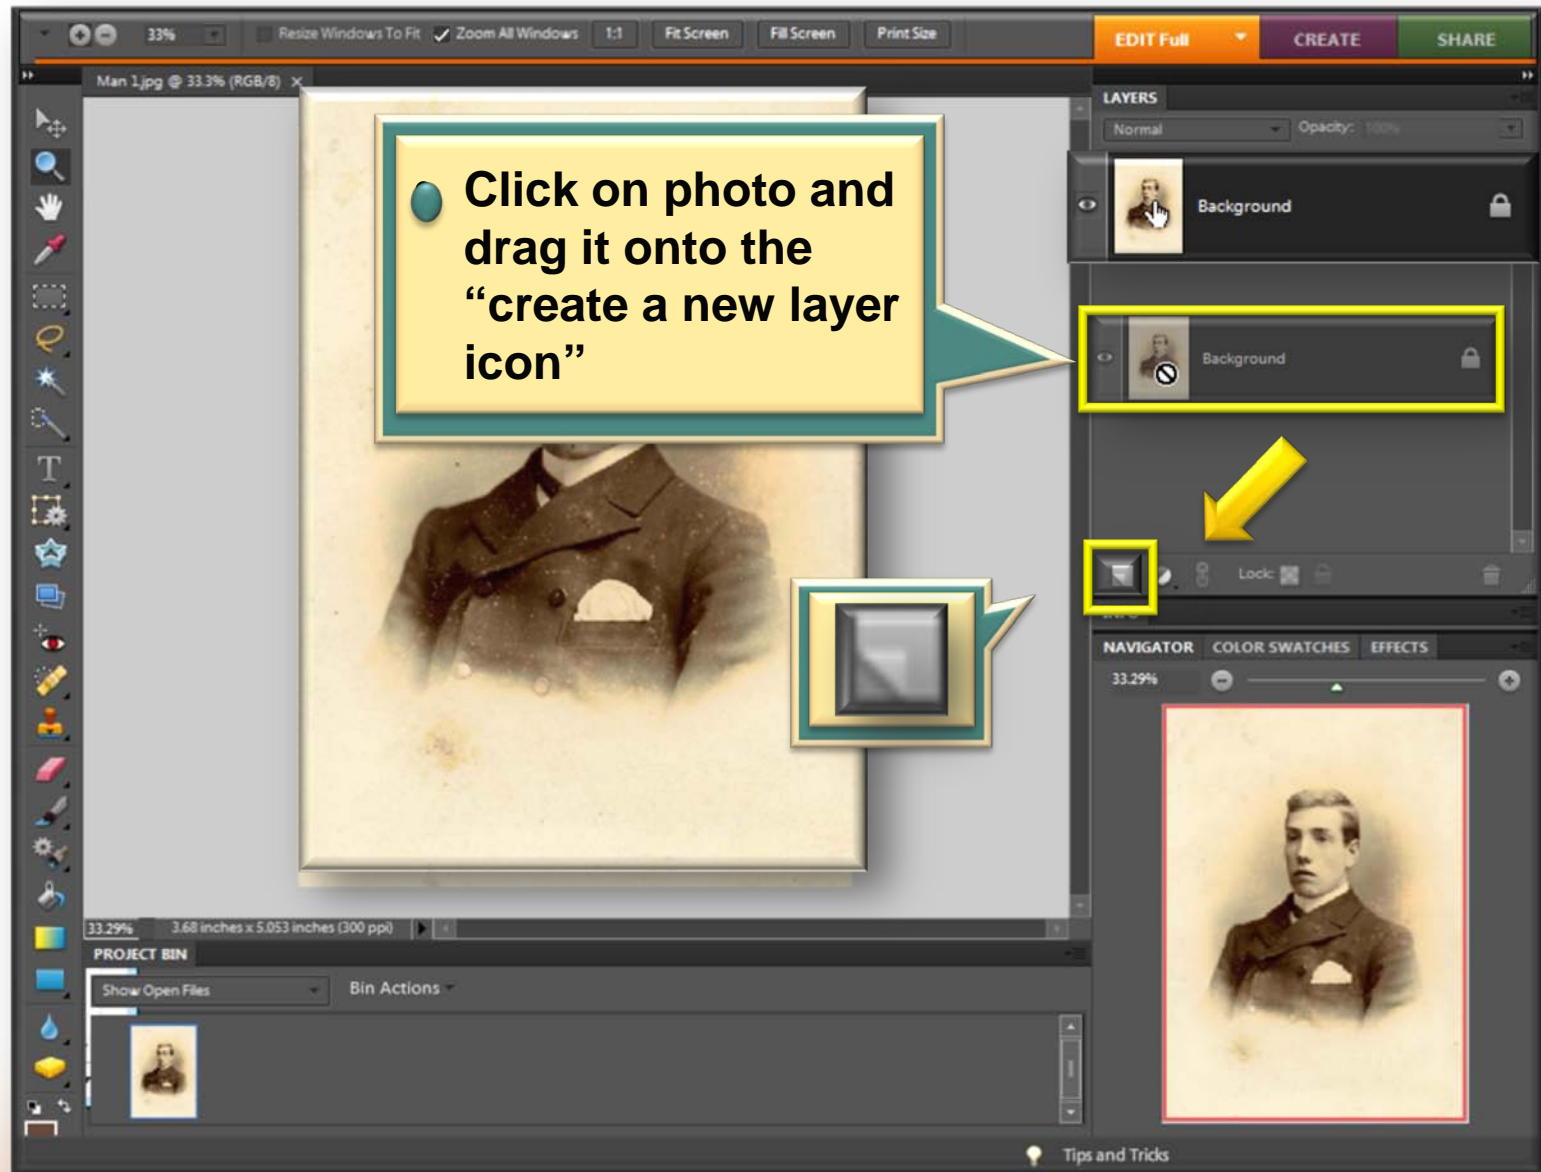 33%
Resize Windows To Fit
Zoom All Windows
1:1
Fit Screen
Fill Screen
Print Size
EDIT Full
CREATE
SHARE
Man 1.jpg @ 33.3% (RGB/8) ×
LAYERS
Normal
Opacity: 100%
Background
Click on photo and
drag it onto the
“create a new layer
icon”
Background
Lock:
NAVIGATOR
COLOR SWATCHES
EFFECTS
33.29%
T
33.29%
3.68 inches x 5.053 inches (300 ppi)
PROJECT BIN
Show Open Files
Bin Actions
Tips and Tricks